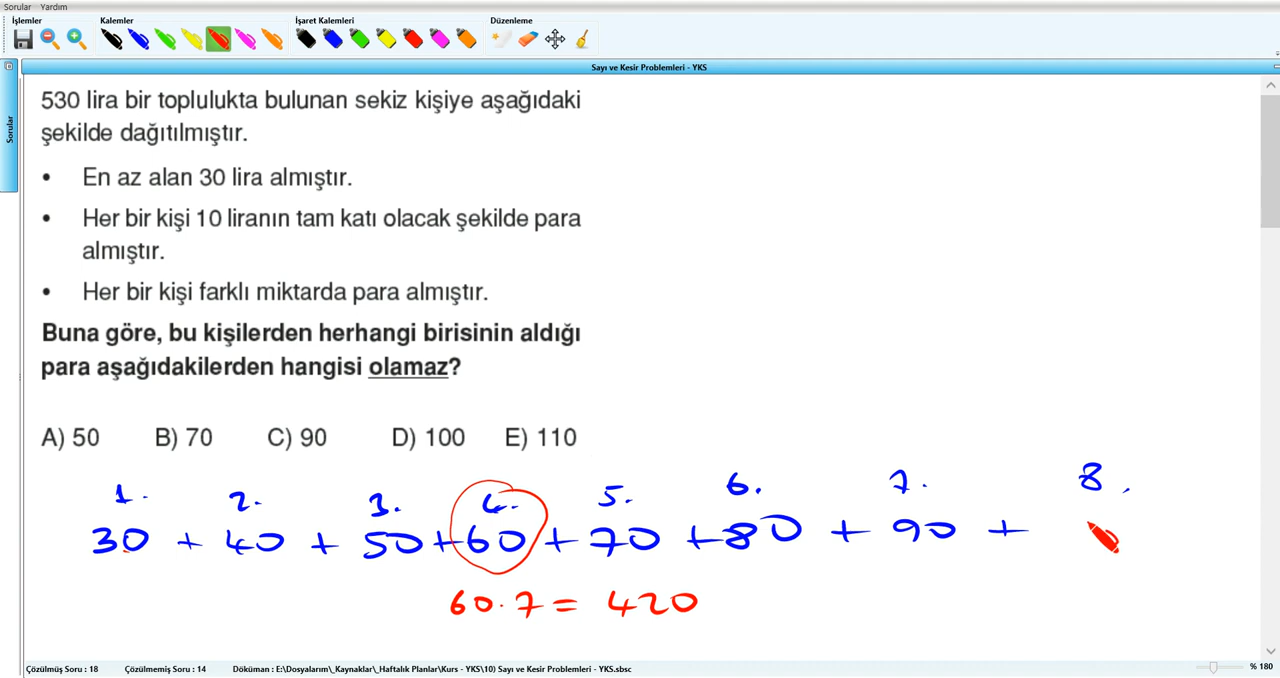 Sorular Yardım
İşlemler Kalemler İşaret Kalemleri Düzenleme
Sayı ve Kesir Problemleri - YKS
Sorular
530 lira bir toplulukta bulunan sekiz kişiye aşağıdaki
şekilde dağıtılmıştır.
• En az alan 30 lira almıştır.
• Her bir kişi 10 liranın tam katı olacak şekilde para
almıştır.
• Her bir kişi farklı miktarda para almıştır.
Buna göre, bu kişilerden herhangi birisinin aldığı
para aşağıdakilerden hangisi olamaz?
A) 50 B) 70 C) 90 D) 100 E) 110
1. 2. 3. 4. 5. 6. 7. 8.
30 + 40 + 50 + 60 + 70 + 80 + 90 +
60.7 = 420
Çözülmüş Soru : 18 Çözülmemiş Soru : 14 Döküman : E:\Dosyalarım\_Kaynaklar\_Haftalık Planlar\Kurs - YKS\10) Sayı ve Kesir Problemleri - YKS.sbsc % 180